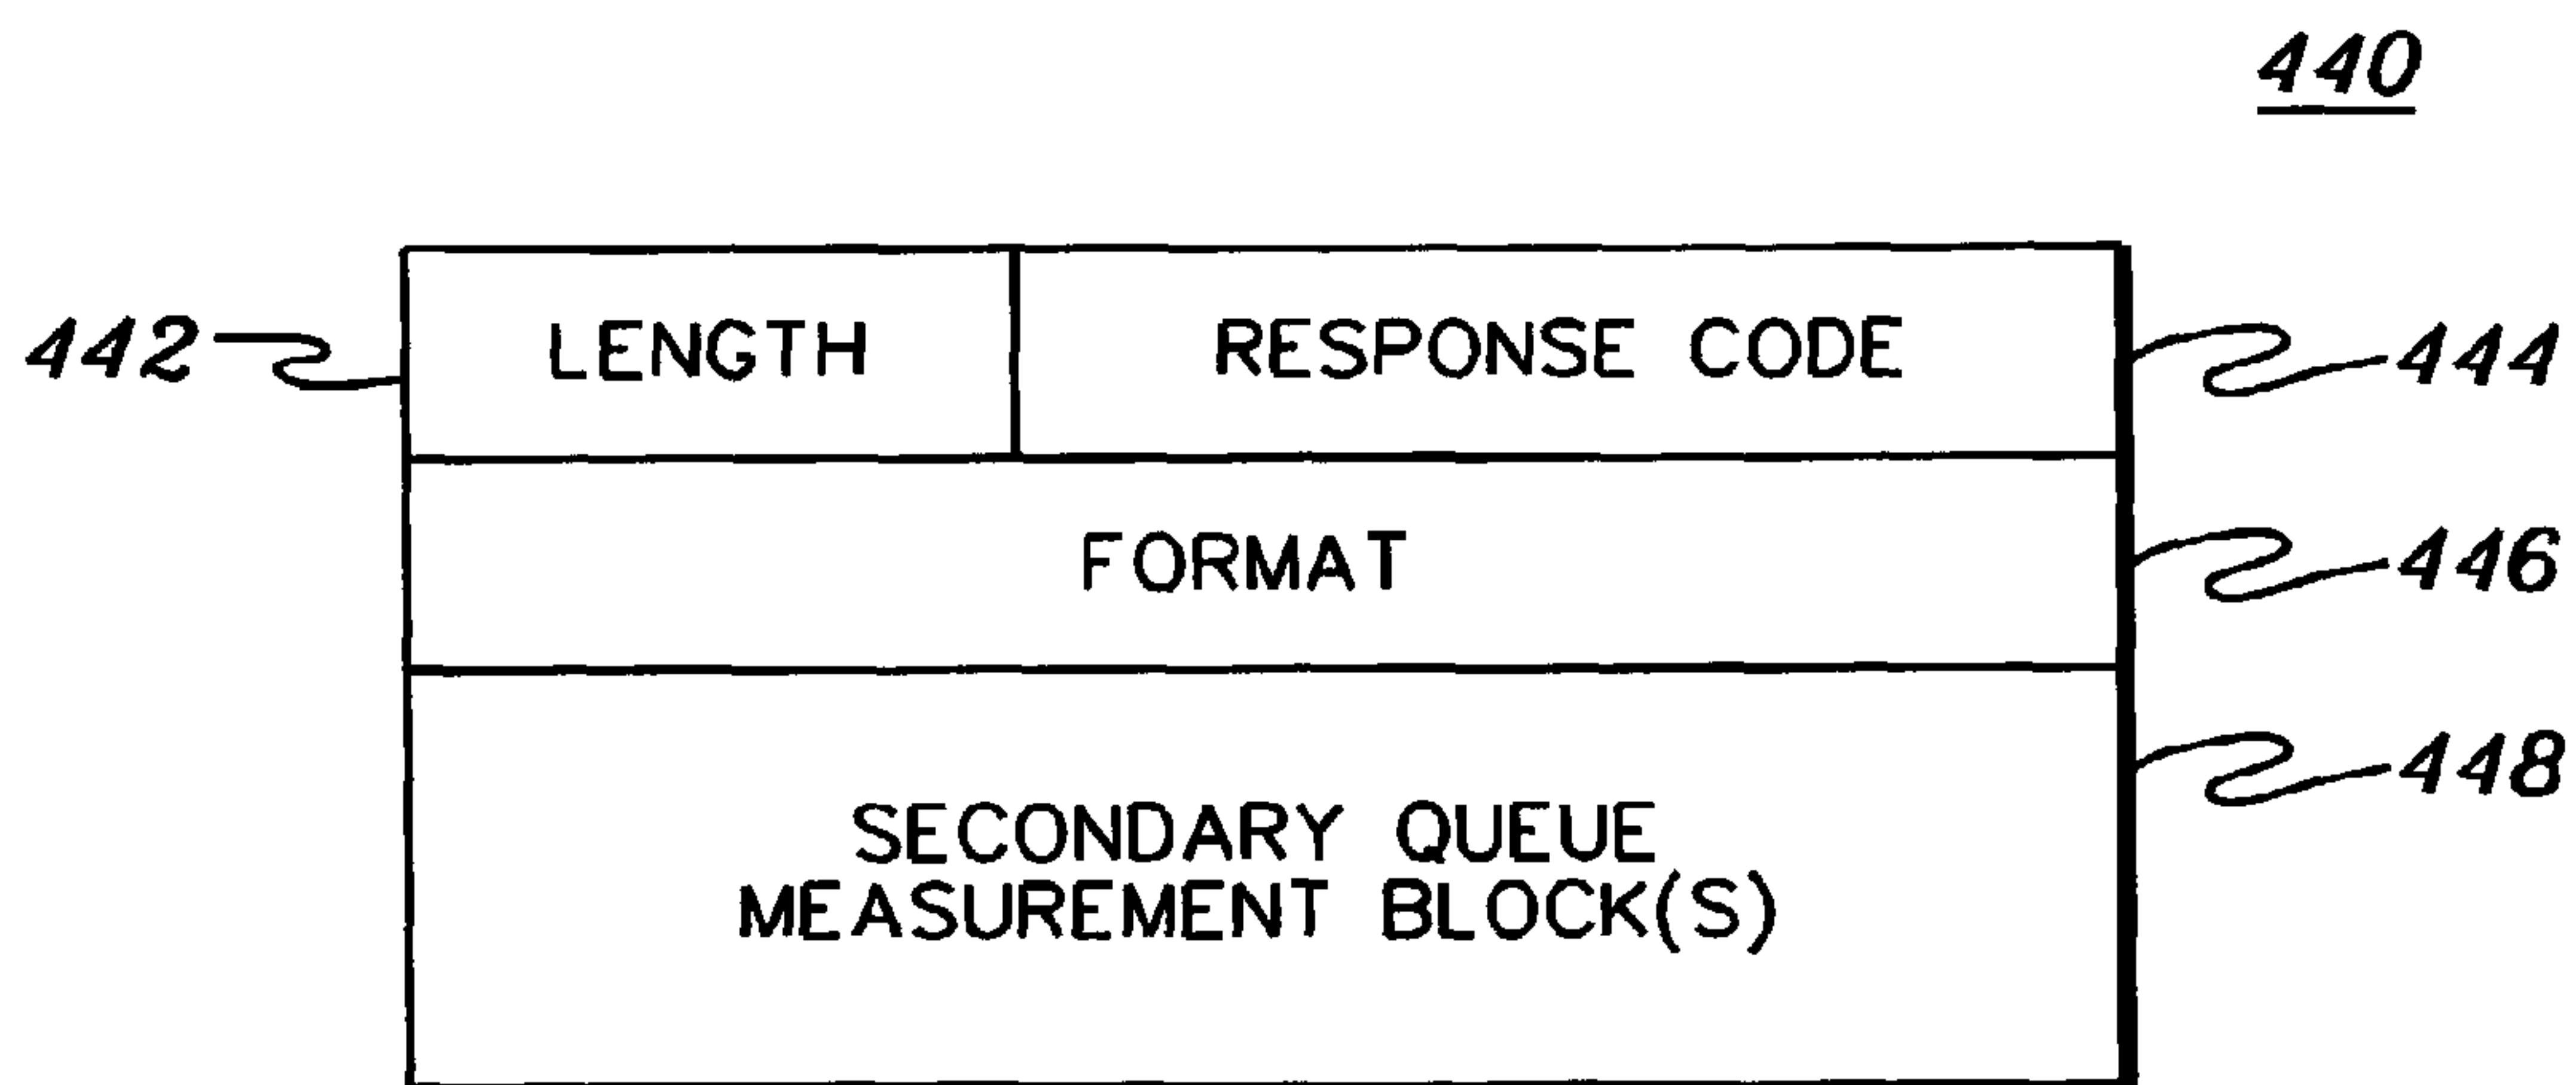 440
442 LENGTH RESPONSE CODE 444
FORMAT 446
448
SECONDARY QUEUE
MEASUREMENT BLOCK(S)